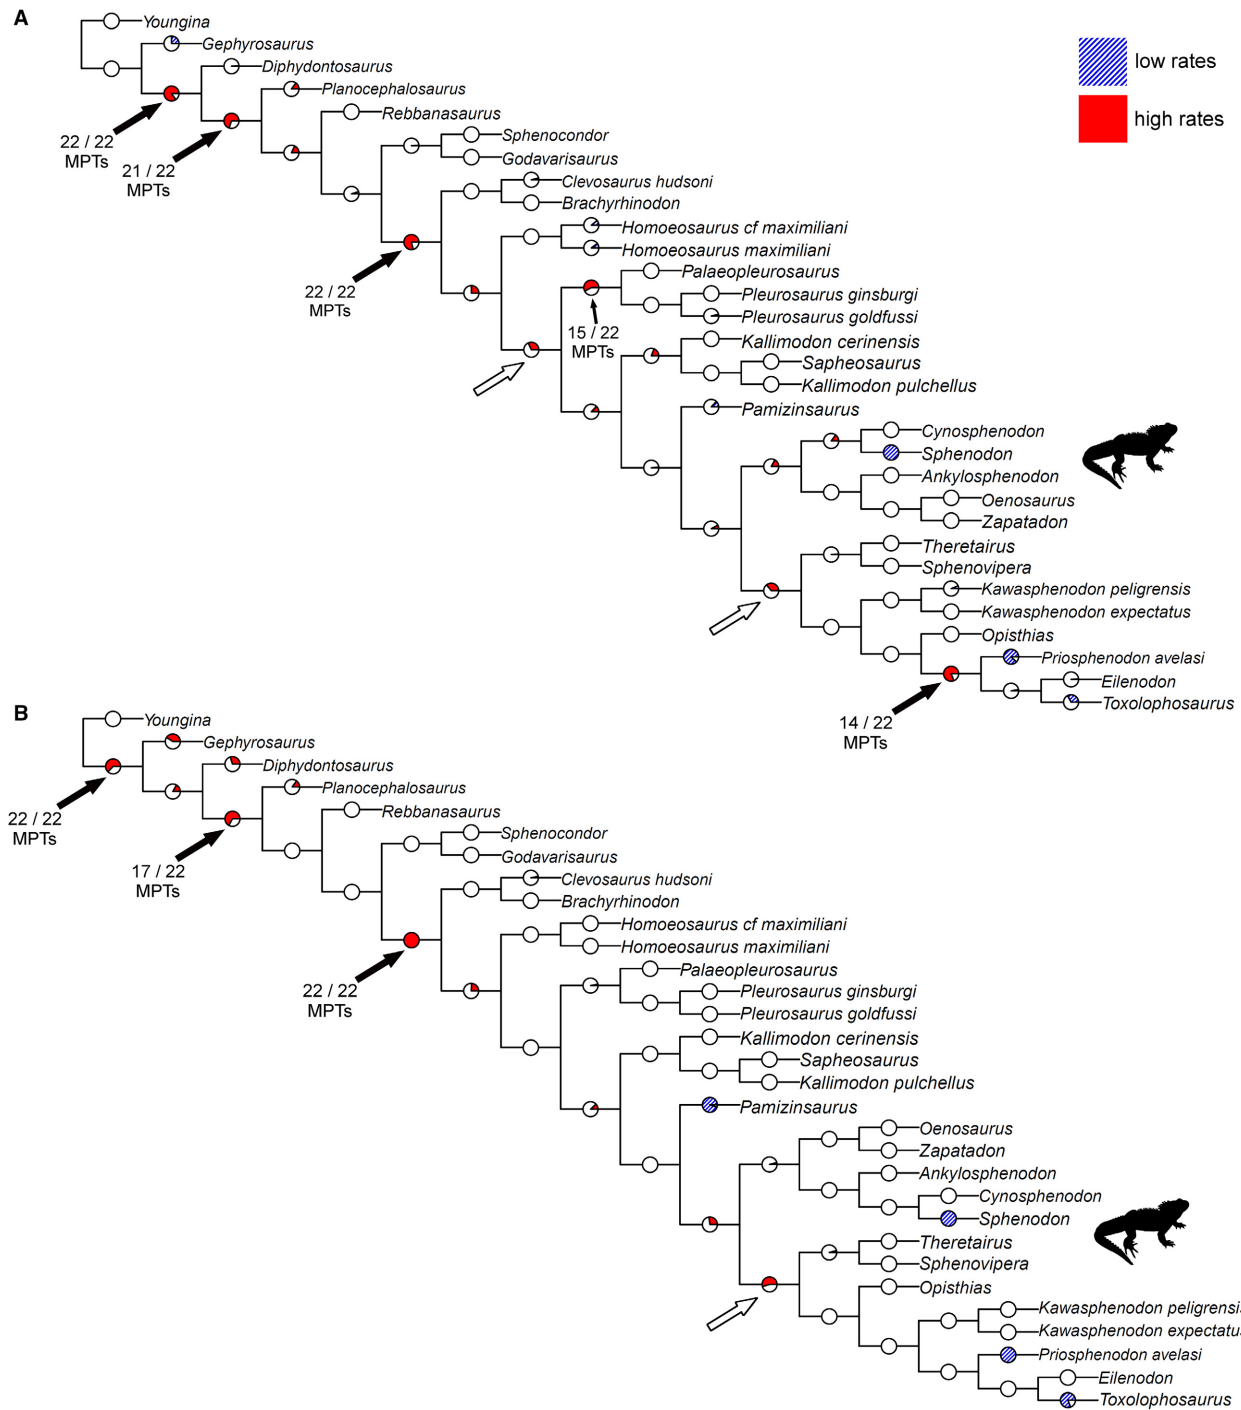 A
Youngina
Gephyrosaurus
Diphydontosaurus
Planocephalosaurus
Rebbanasaurus
Sphenocondor
Godavarisaurus
Clevosaurus hudsoni
Brachyrhinodon
Homoeosaurus cf maximiliani
Homoeosaurus maximiliani
Palaeopleurosaurus
Pleurosaurus ginsburgi
Pleurosaurus goldfussi
Kallimodon cerinensis
Sapheosaurus
Kallimodon pulchellus
Pamizinsaurus
Cynosphenodon
Sphenodon
Ankylosphenodon
Oenosaurus
Zapatadon
Theretairus
Sphenovipera
Kawasphenodon peligrensis
Kawasphenodon expectatus
Opisthias
Priosphenodon avelasi
Eilenodon
Toxolophosaurus
22 / 22
MPTs
21 / 22
MPTs
22 / 22
MPTs
15 / 22
MPTs
14 / 22
MPTs
low rates
high rates
B
Youngina
Gephyrosaurus
Diphydontosaurus
Planocephalosaurus
Rebbanasaurus
Sphenocondor
Godavarisaurus
Clevosaurus hudsoni
Brachyrhinodon
Homoeosaurus cf maximiliani
Homoeosaurus maximiliani
Palaeopleurosaurus
Pleurosaurus ginsburgi
Pleurosaurus goldfussi
Kallimodon cerinensis
Sapheosaurus
Kallimodon pulchellus
Pamizinsaurus
Oenosaurus
Zapatadon
Ankylosphenodon
Cynosphenodon
Sphenodon
Theretairus
Sphenovipera
Opisthias
Kawasphenodon peligrensis
Kawasphenodon expectatu
Priosphenodon avelasi
Eilenodon
Toxolophosaurus
22 / 22
MPTs
17 / 22
MPTs
22 / 22
MPTs